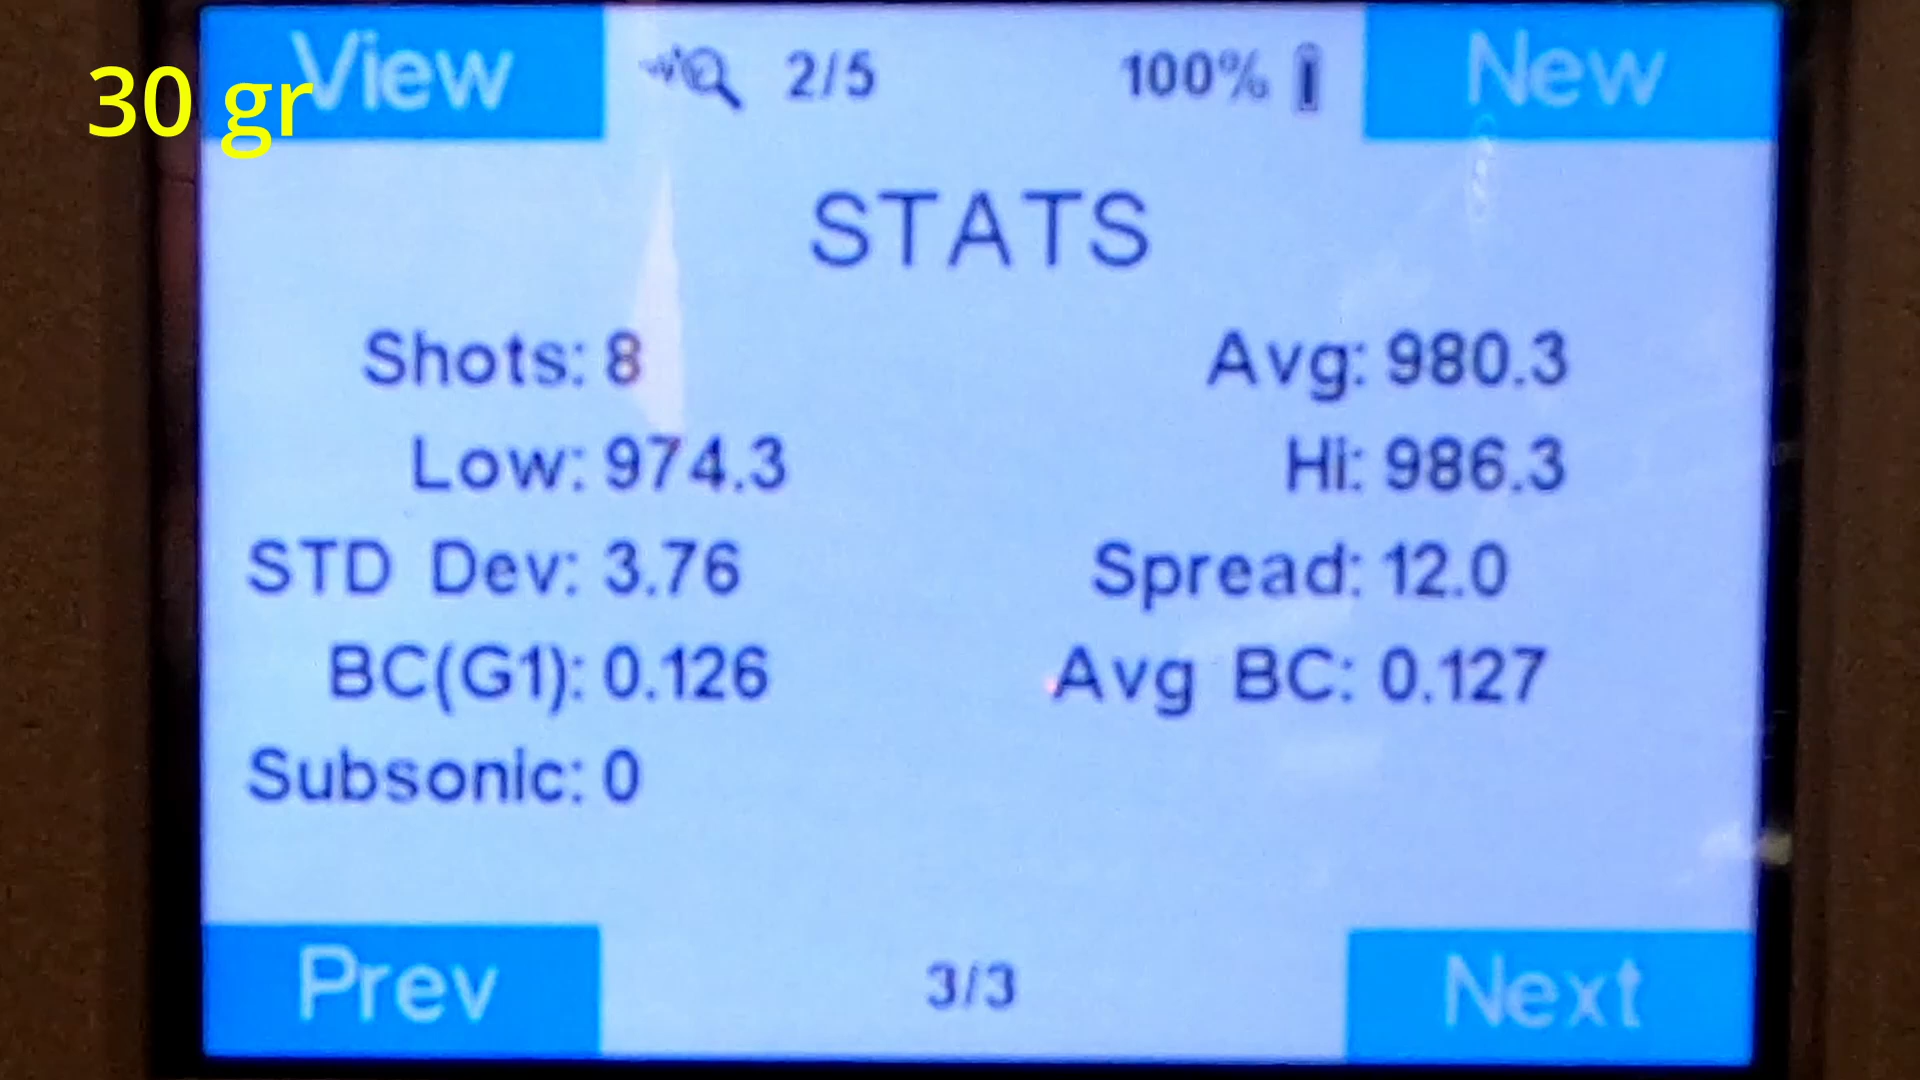 30 gr
View 2/5 100% New
STATS
Shots: 8 Avg: 980.3
Low: 974.3 Hi: 986.3
STD Dev: 3.76 Spread: 12.0
BC(G1): 0.126 Avg BC: 0.127
Subsonic: 0
Prev 3/3 Next